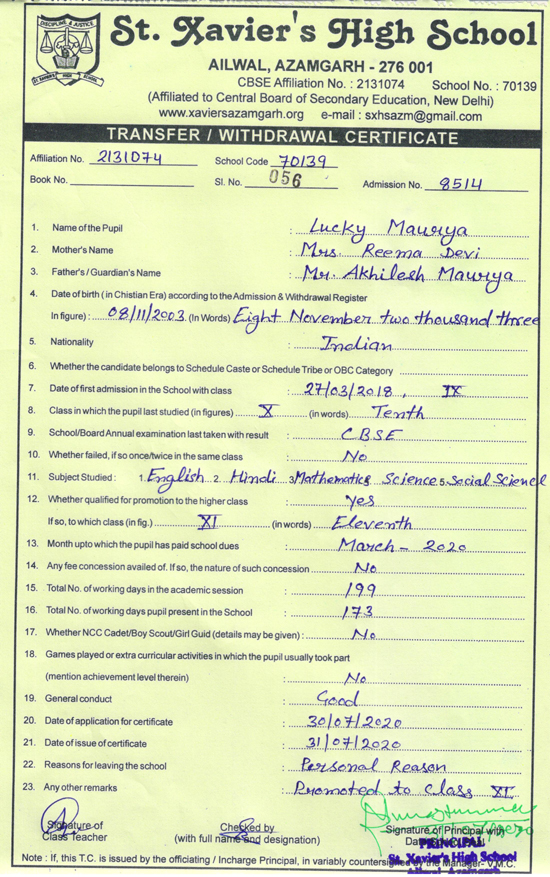 DISCIPLINE & JUSTICE
ST. XAVIER'S HIGH SCHOOL
St. Xavier's High School
AILWAL, AZAMGARH - 276 001
CBSE Affiliation No. : 2131074 School No. : 70139
(Affiliated to Central Board of Secondary Education, New Delhi)
www.xaviersazamgarh.org e-mail : sxhsazm@gmail.com
TRANSFER / WITHDRAWAL CERTIFICATE
Affiliation No. 2131074 School Code 70139
Book No. Sl. No. 056 Admission No. 8514
1. Name of the Pupil : Lucky Maurya
2. Mother's Name : Mrs. Reema Devi
3. Father's / Guardian's Name : Mr. Akhilesh Maurya
4. Date of birth (in Chistian Era) according to the Admission & Withdrawal Register
In figure) : 08/11/2003. (In Words) Eight November two thousand three
5. Nationality : Indian
6. Whether the candidate belongs to Schedule Caste or Schedule Tribe or OBC Category :
7. Date of first admission in the School with class : 27/03/2018, IX
8. Class in which the pupil last studied (in figures) X (in words) Tenth
9. School/Board Annual examination last taken with result : CBSE
10. Whether failed, if so once/twice in the same class : No
11. Subject Studied : 1. English 2. Hindi 3. Mathematics 4. Science 5. Social Science
12. Whether qualified for promotion to the higher class : Yes
If so, to which class (in fig.) XI (in words) Eleventh
13. Month upto which the pupil has paid school dues : March - 2020
14. Any fee concession availed of. If so, the nature of such concession No
15. Total No. of working days in the academic session : 199
16. Total No. of working days pupil present in the School : 173
17. Whether NCC Cadet/Boy Scout/Girl Guid (details may be given) : No
18. Games played or extra curricular activities in which the pupil usually took part
(mention achievement level therein) : No
19. General conduct : Good
20. Date of application for certificate : 30/07/2020
21. Date of issue of certificate : 31/07/2020
22. Reasons for leaving the school : Personal Reason
23. Any other remarks : Promoted to Class XI
Signature of Checked by Signature of Principal with
Class Teacher (with full name and designation) Date
PRINCIPAL
St. Xavier's High School
Ailwal, Azamgarh
Note : If, this T.C. is issued by the officiating / Incharge Principal, in variably countersigned by the Manager- V.M.C.